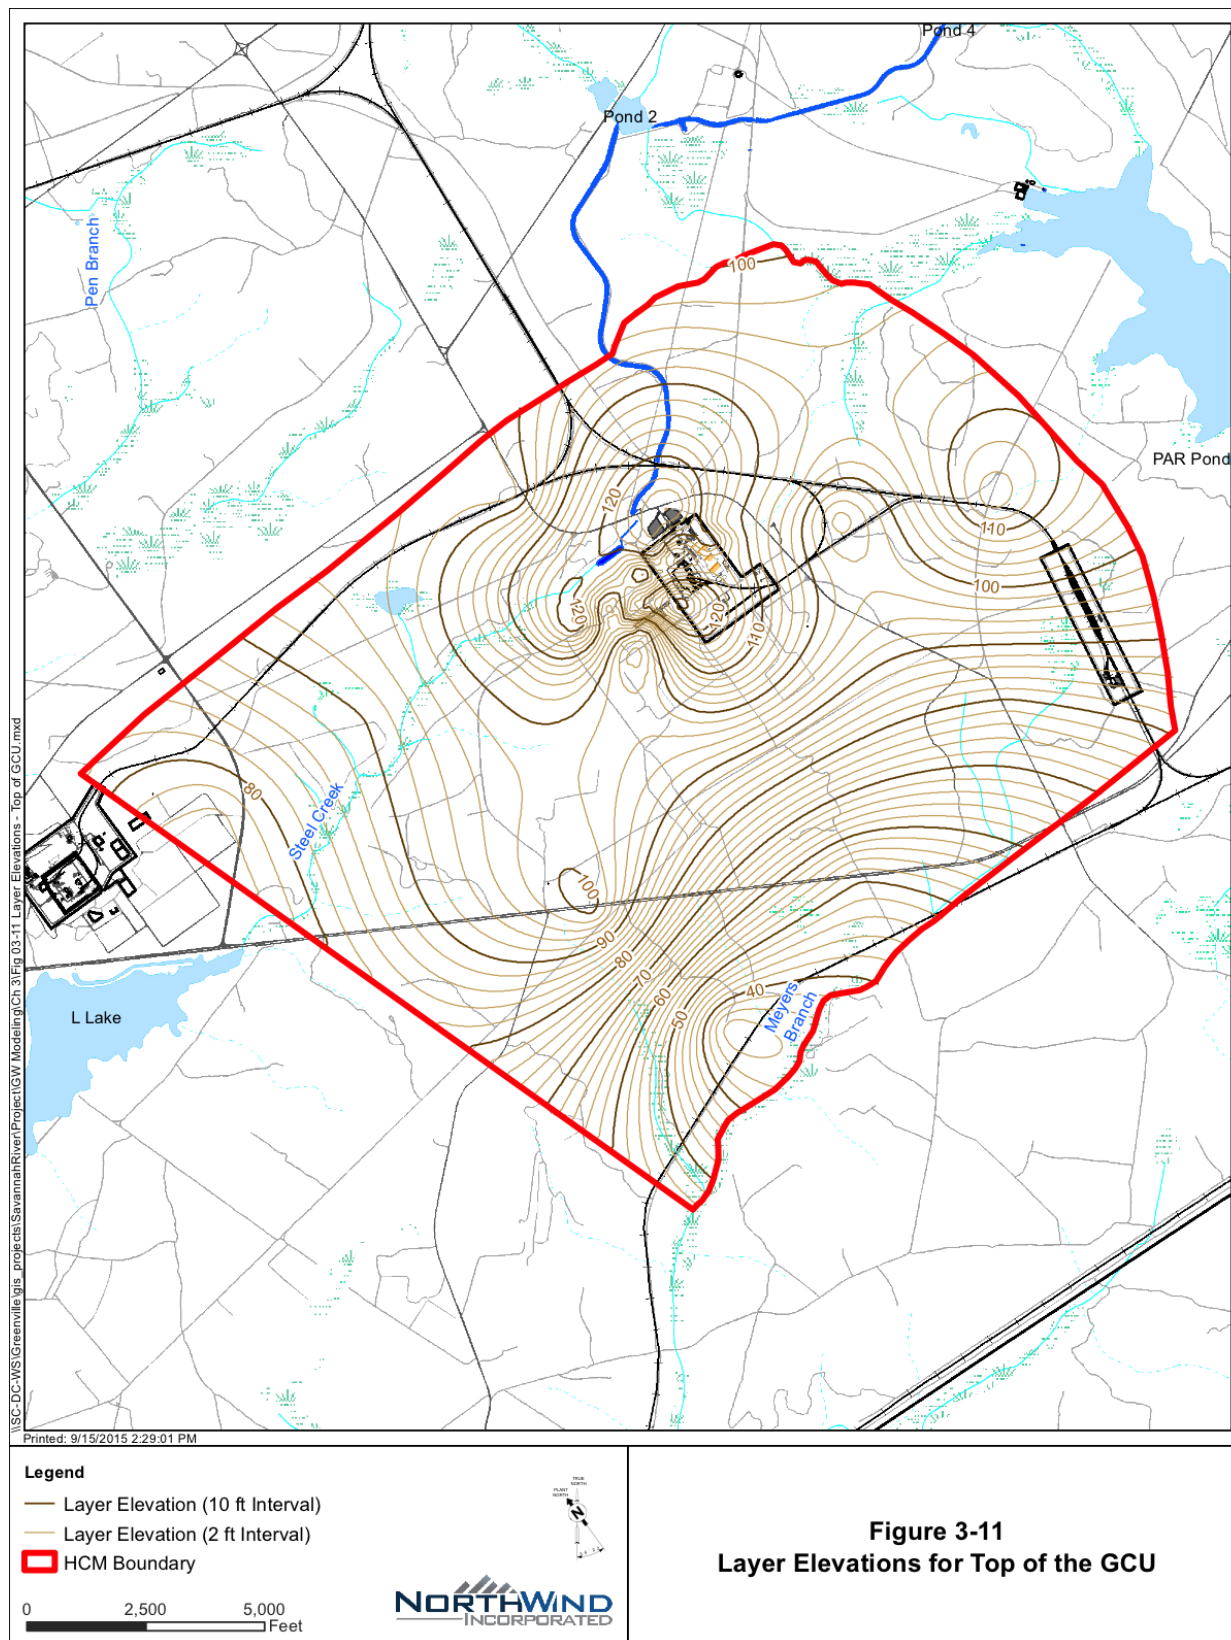 Pond 4
Pond 2
Pen Branch
100
PAR Pond
120
110
100
120
120
110
80
Steel Creek
100
90
80
70
60
50
40
Meyers
Branch
L Lake
\\SC-DC-WS\Greenville\gis_projects\SavannahRiver\Project\GW Modeling\Ch 3\Fig 03-11 Layer Elevations - Top of GCU.mxd
Printed: 9/15/2015 2:29:01 PM
Legend
Layer Elevation (10 ft Interval)
Layer Elevation (2 ft Interval)
HCM Boundary
0 2,500 5,000
Feet
TRUE
NORTH
PLANT
NORTH
N
NORTHWIND
INCORPORATED
Figure 3-11
Layer Elevations for Top of the GCU